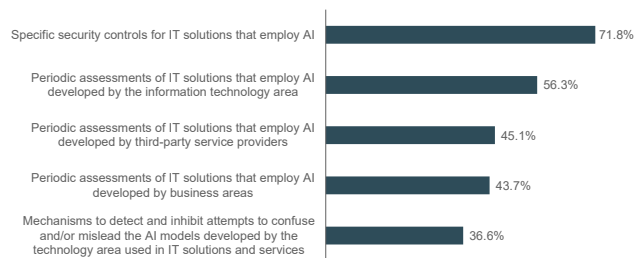 Specific security controls for IT solutions that employ AI
71.8%
Periodic assessments of IT solutions that employ AI
developed by the information technology area
56.3%
Periodic assessments of IT solutions that employ AI
developed by third-party service providers
45.1%
Periodic assessments of IT solutions that employ AI
developed by business areas
43.7%
Mechanisms to detect and inhibit attempts to confuse
and/or mislead the AI models developed by the
technology area used in IT solutions and services
36.6%